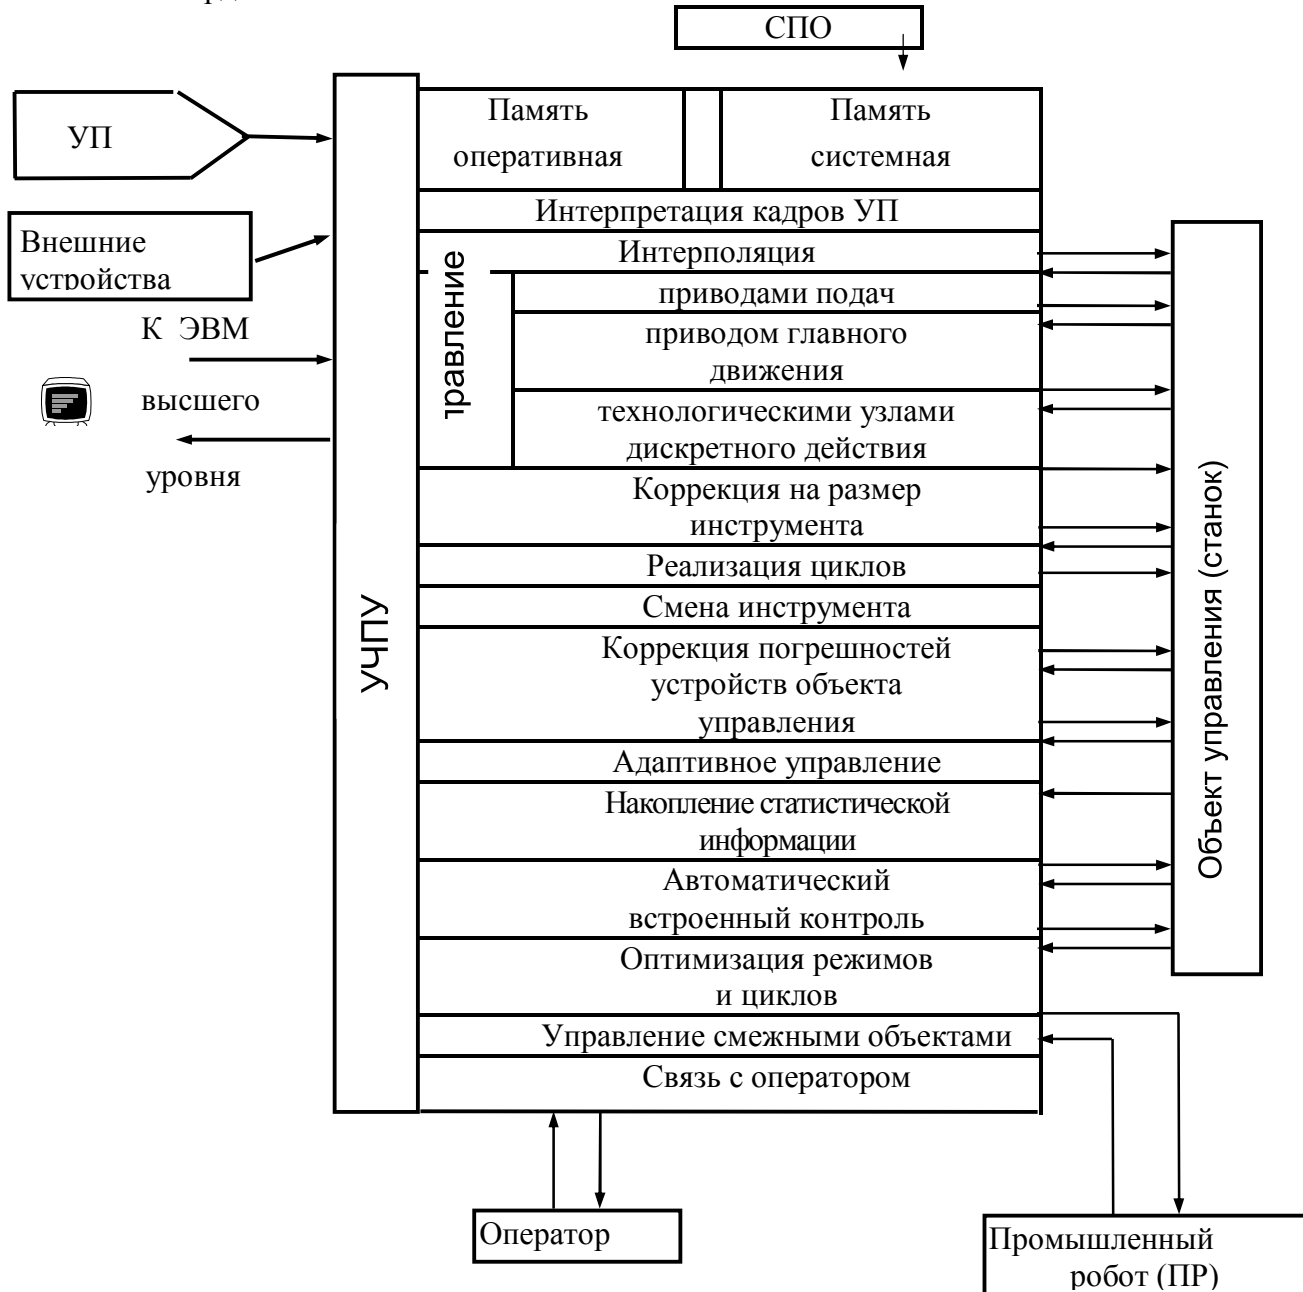 СПО
УП
Память
оперативная
Память
системная
Внешние
устройства
К ЭВМ
высшего
уровня
УЧПУ
Интерпретация кадров УП
Интерполяция
равление
приводами подач
приводом главного
движения
технологическими узлами
дискретного действия
Коррекция на размер
инструмента
Реализация циклов
Смена инструмента
Коррекция погрешностей
устройств объекта
управления
Адаптивное управление
Накопление статистической
информации
Автоматический
встроенный контроль
Оптимизация режимов
и циклов
Управление смежными объектами
Связь с оператором
Объект управления (станок)
Оператор
Промышленный
робот (ПР)